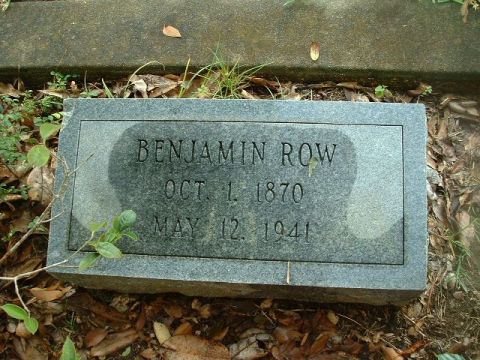 BENJAMIN ROW
OCT. 1. 1870
MAY 12. 1941